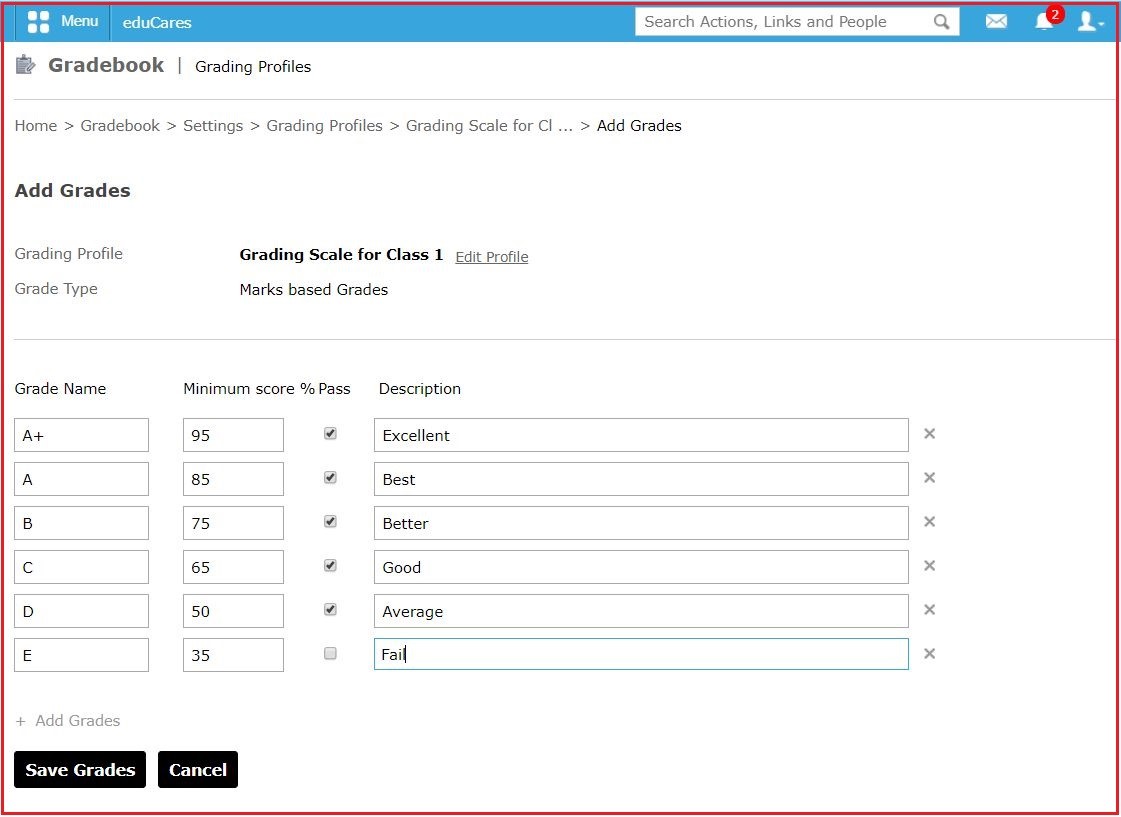 Menu eduCares Search Actions, Links and People 2
Gradebook | Grading Profiles
Home > Gradebook > Settings > Grading Profiles > Grading Scale for Cl ... > Add Grades
Add Grades
Grading Profile Grading Scale for Class 1 Edit Profile
Grade Type Marks based Grades
Grade Name Minimum score % Pass Description
A+ 95 Excellent
A 85 Best
B 75 Better
C 65 Good
D 50 Average
E 35 Fail
+ Add Grades
Save Grades Cancel